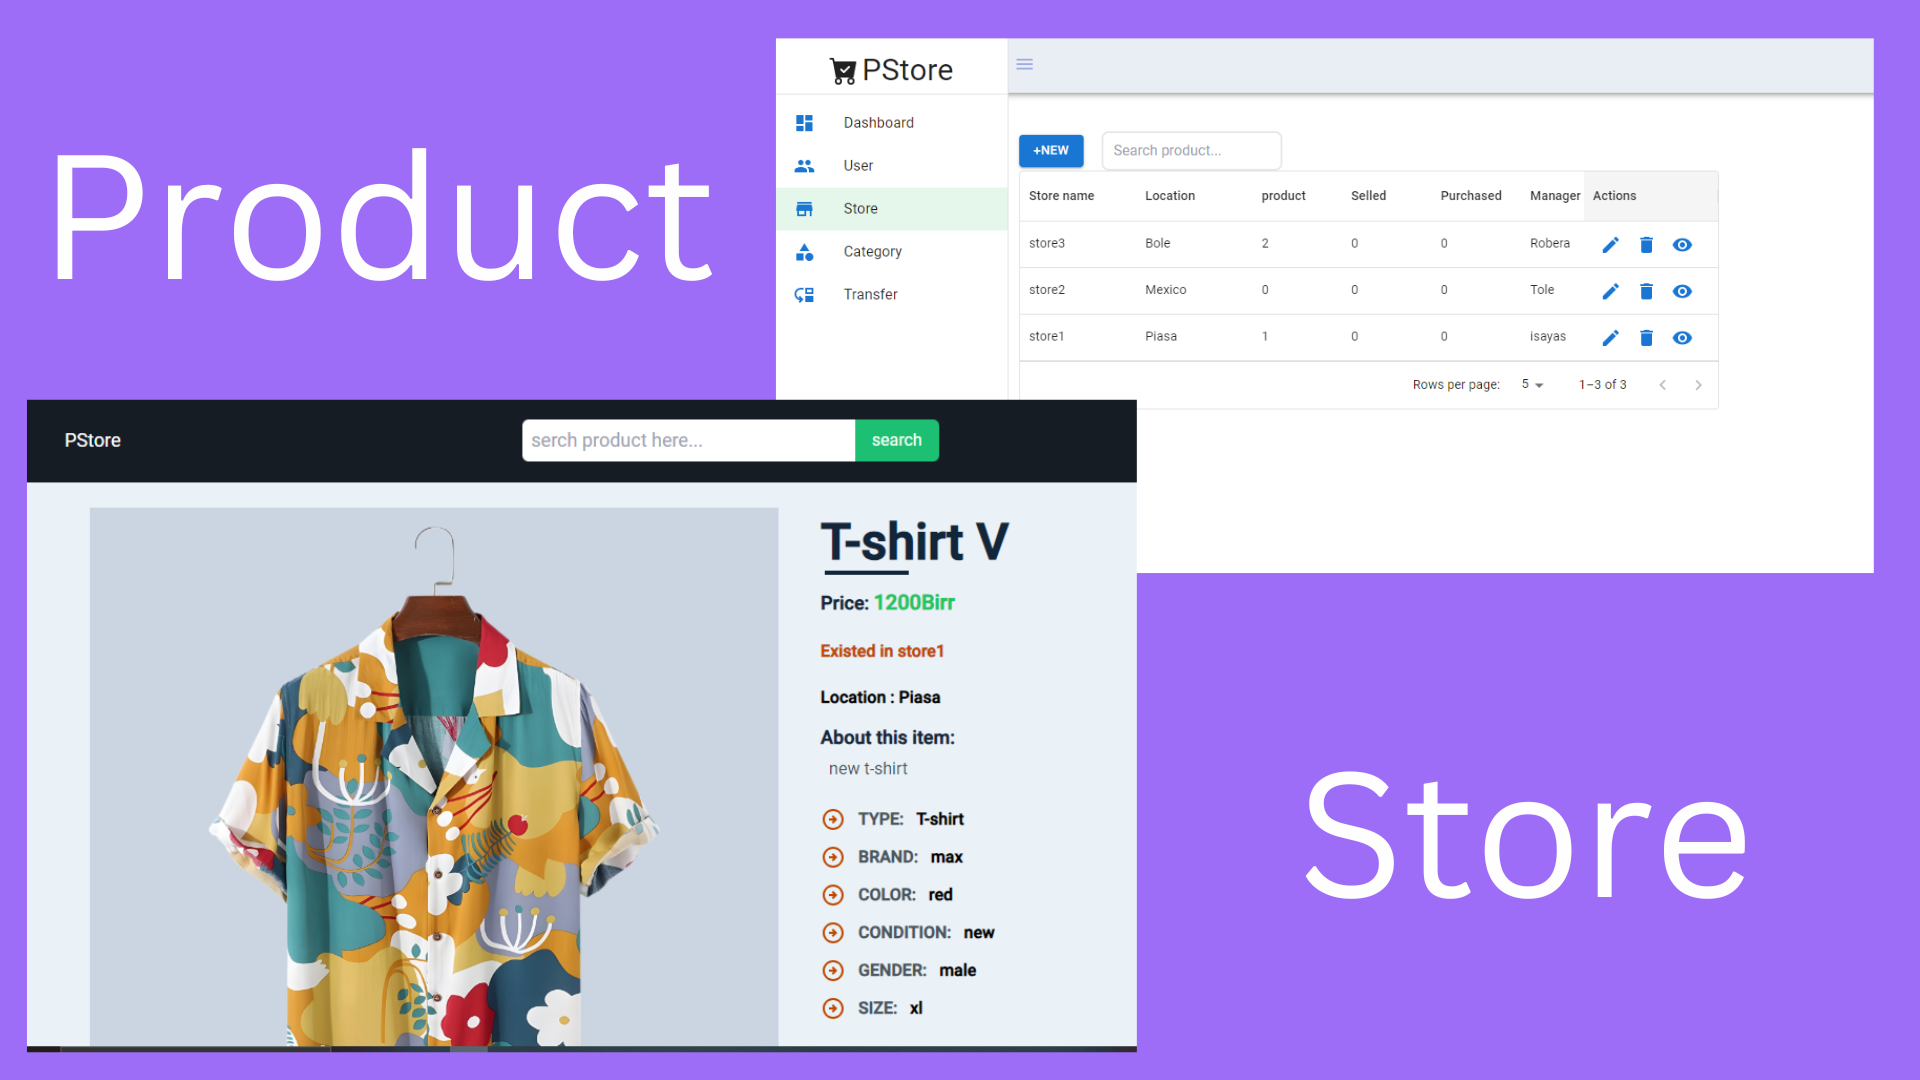 Product
PStore
Dashboard
User
Store
Category
Transfer
+NEW
Search product...
Store name Location product Selled Purchased Manager Actions
store3 Bole 2 0 0 Robera
store2 Mexico 0 0 0 Tole
store1 Piasa 1 0 0 isayas
Rows per page: 5 1–3 of 3
PStore
serch product here...
search
T-shirt V
Price: 1200Birr
Existed in store1
Location : Piasa
About this item:
new t-shirt
TYPE: T-shirt
BRAND: max
COLOR: red
CONDITION: new
GENDER: male
SIZE: xl
Store